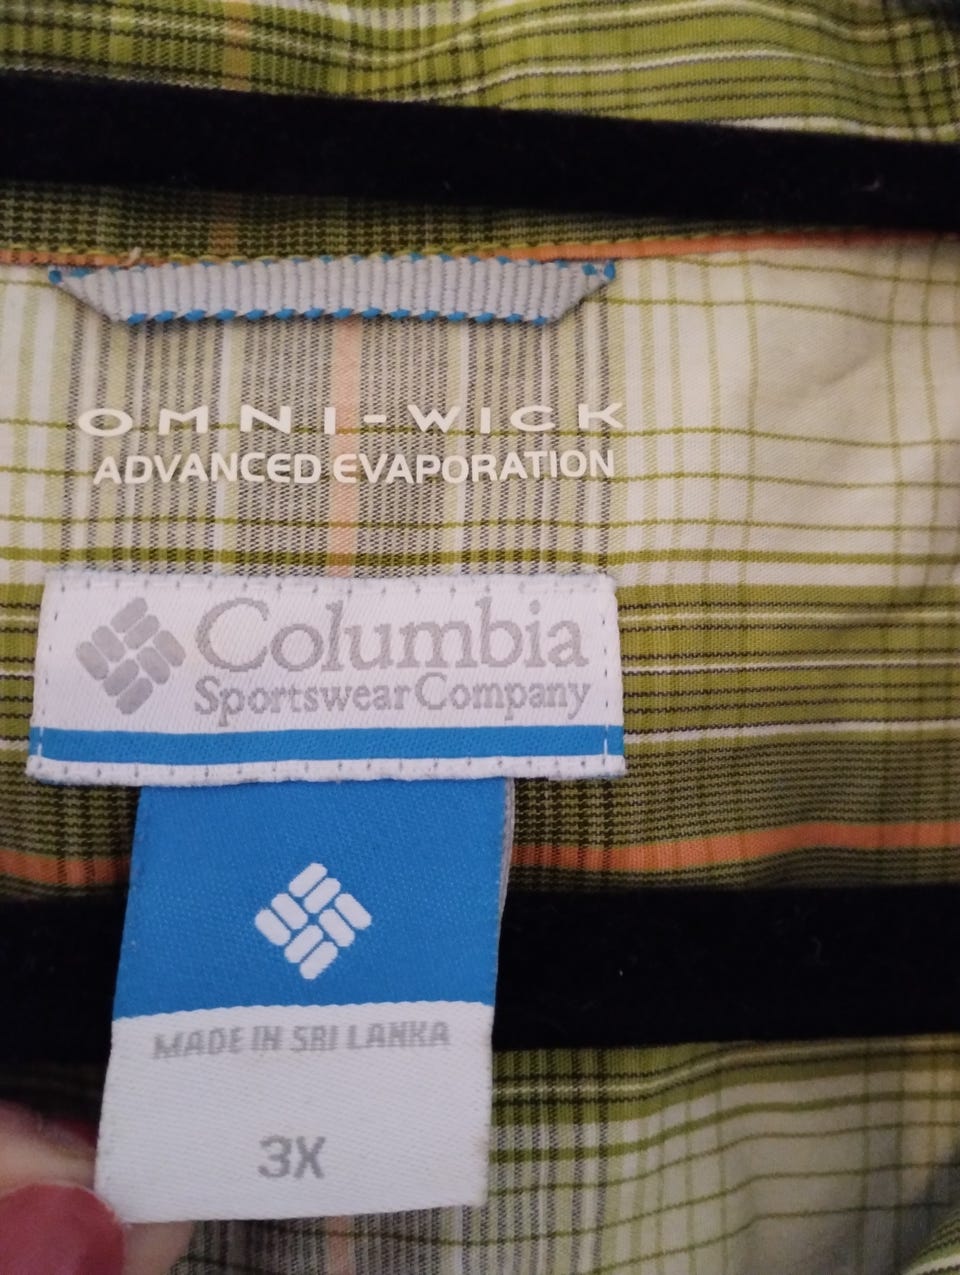 OMNI-WICK
ADVANCED EVAPORATION
Columbia
Sportswear Company
MADE IN SRI LANKA
3X